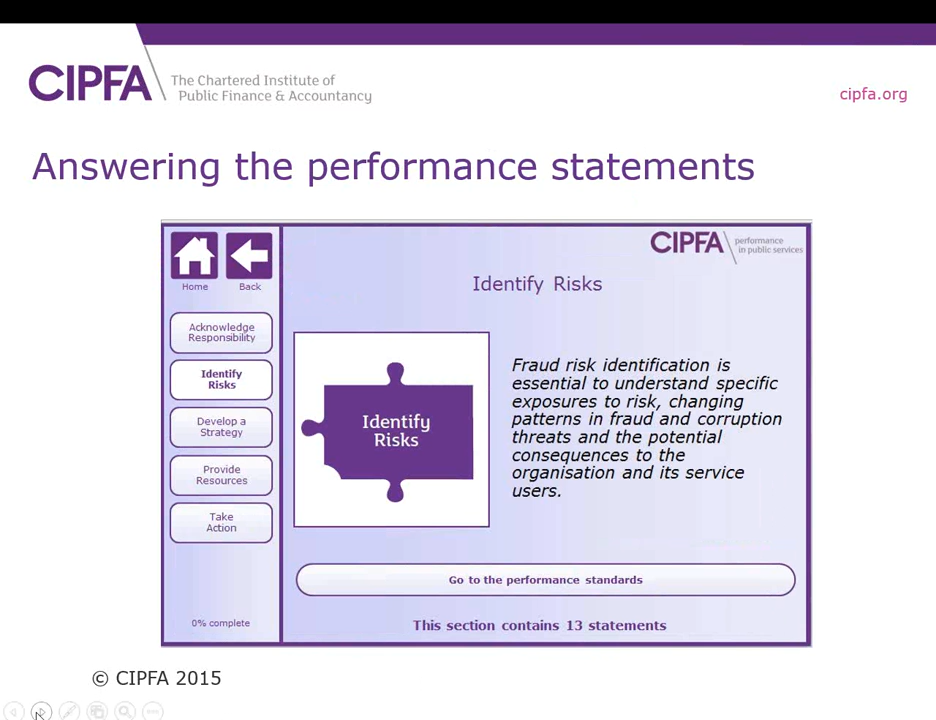 CIPFA
The Chartered Institute of
Public Finance & Accountancy
cipfa.org
Answering the performance statements
Home
Back
CIPFA
performance
in public services
Identify Risks
Acknowledge
Responsibility
Identify
Risks
Develop a
Strategy
Provide
Resources
Take
Action
0% complete
Identify
Risks
Fraud risk identification is
essential to understand specific
exposures to risk, changing
patterns in fraud and corruption
threats and the potential
consequences to the
organisation and its service
users.
Go to the performance standards
This section contains 13 statements
© CIPFA 2015